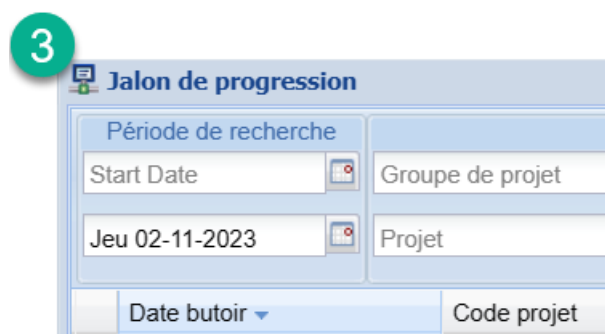 3
Jalon de progression
Période de recherche
Start Date
Groupe de projet
Jeu 02-11-2023
Projet
Date butoir
Code projet